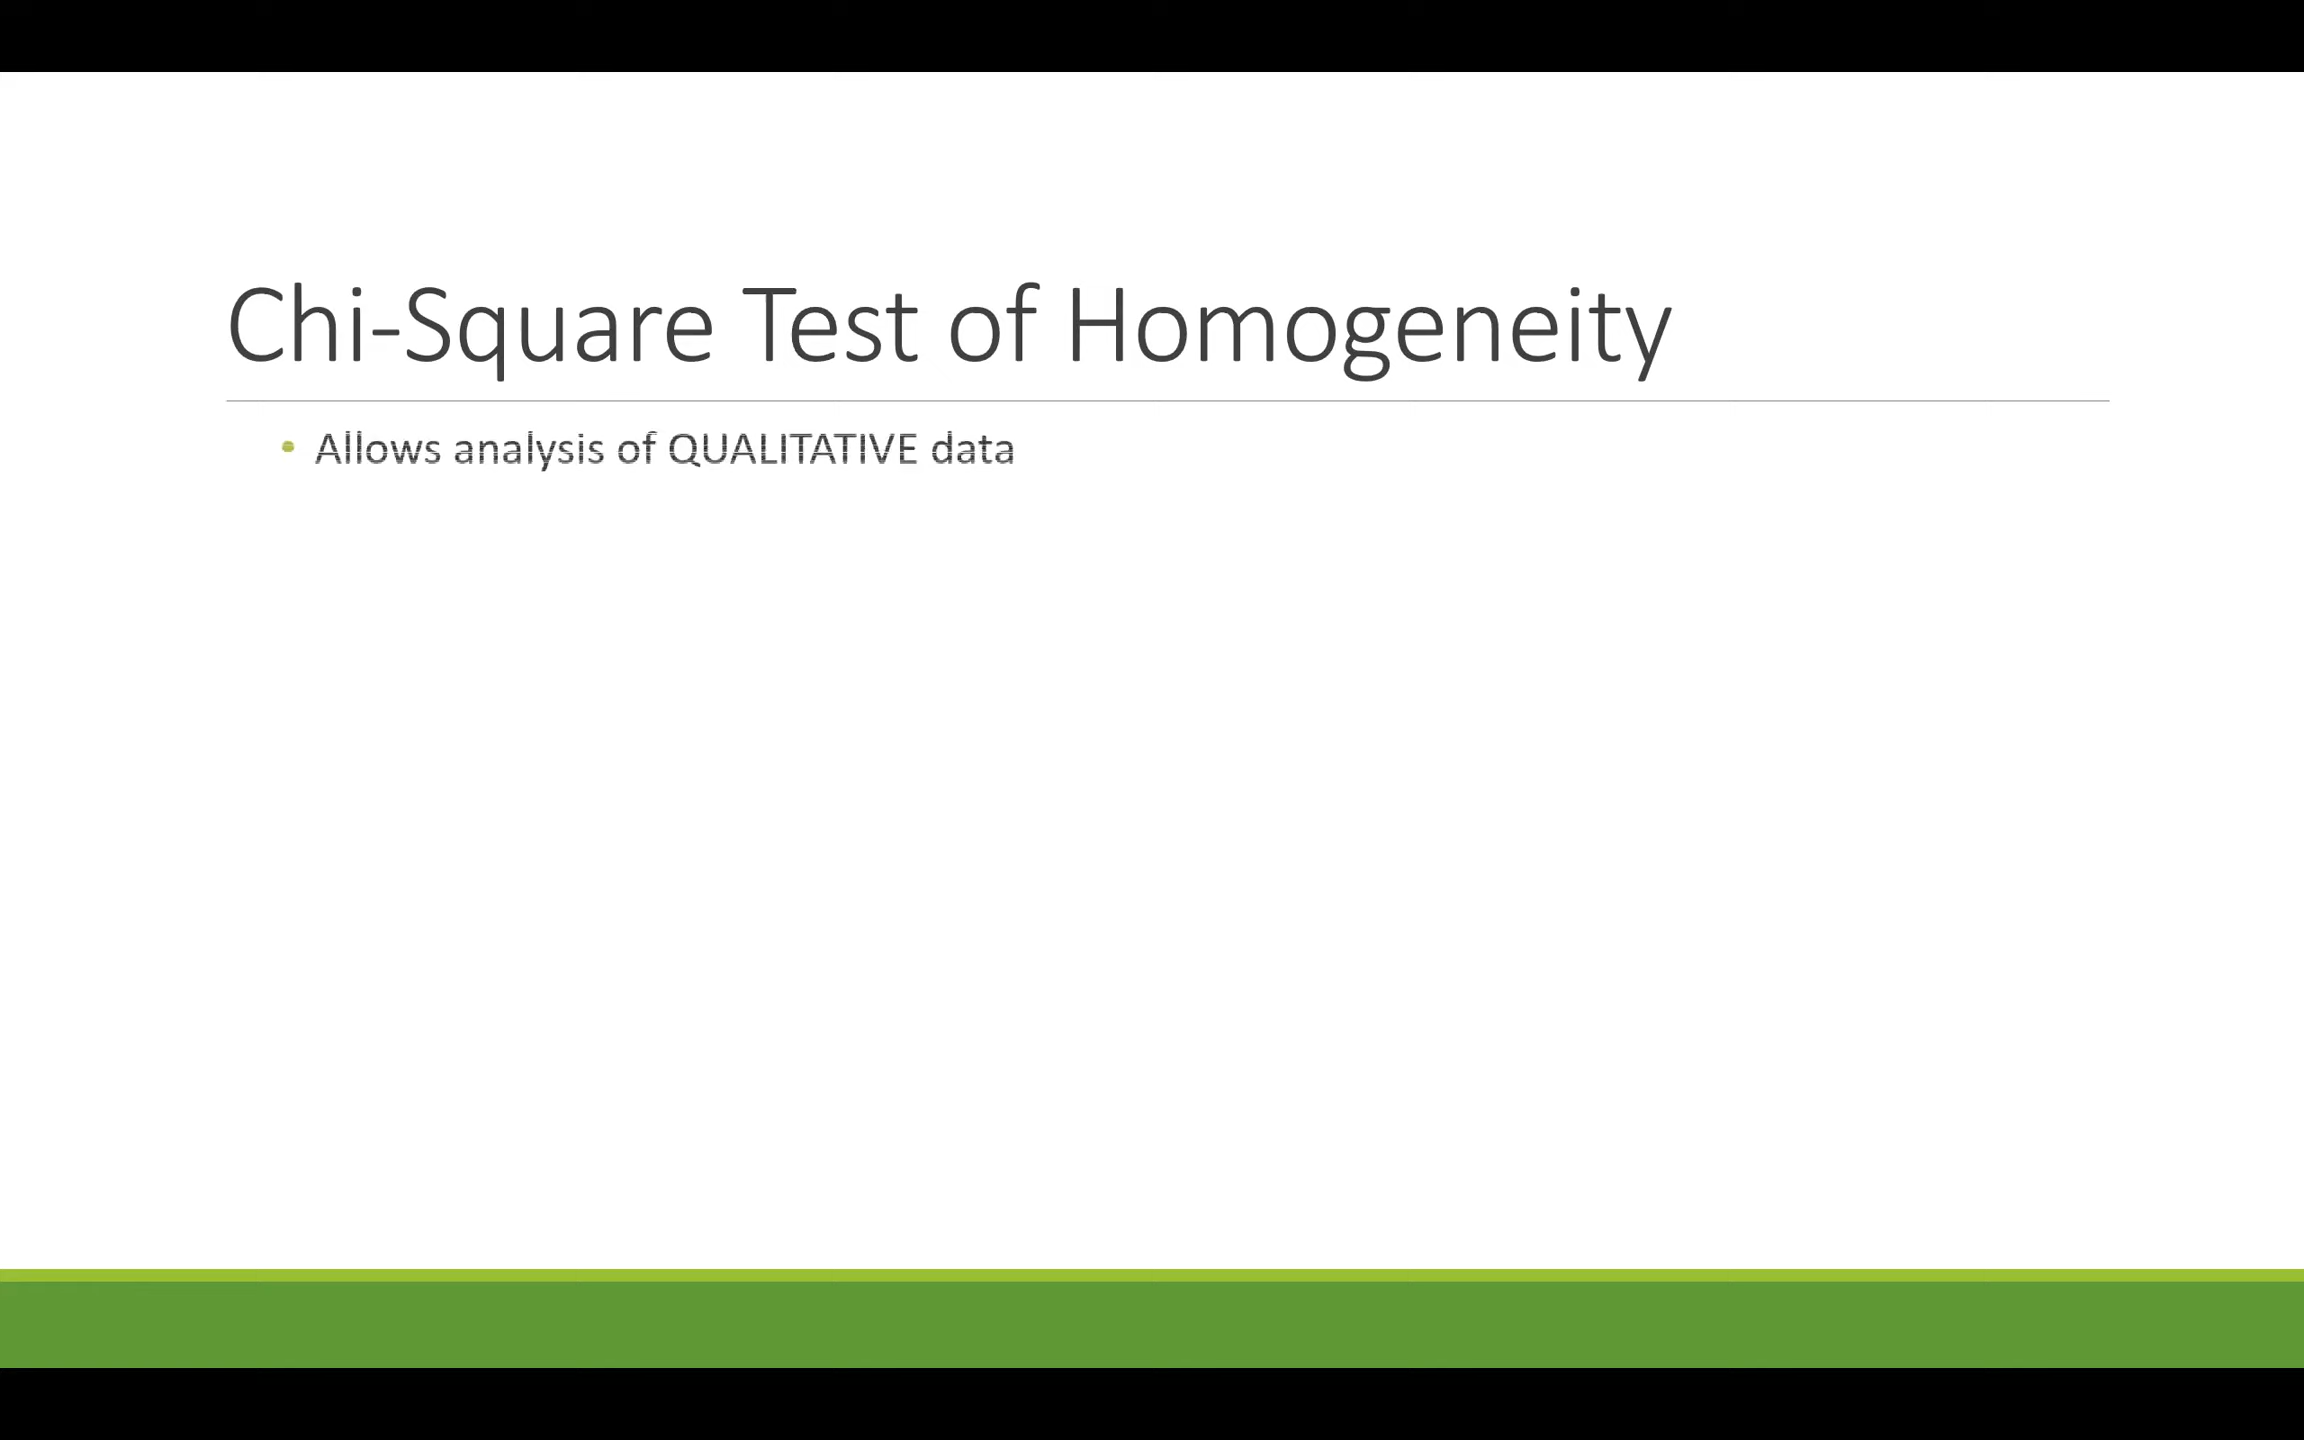 Chi-Square Test of Homogeneity
• Allows analysis of QUALITATIVE data